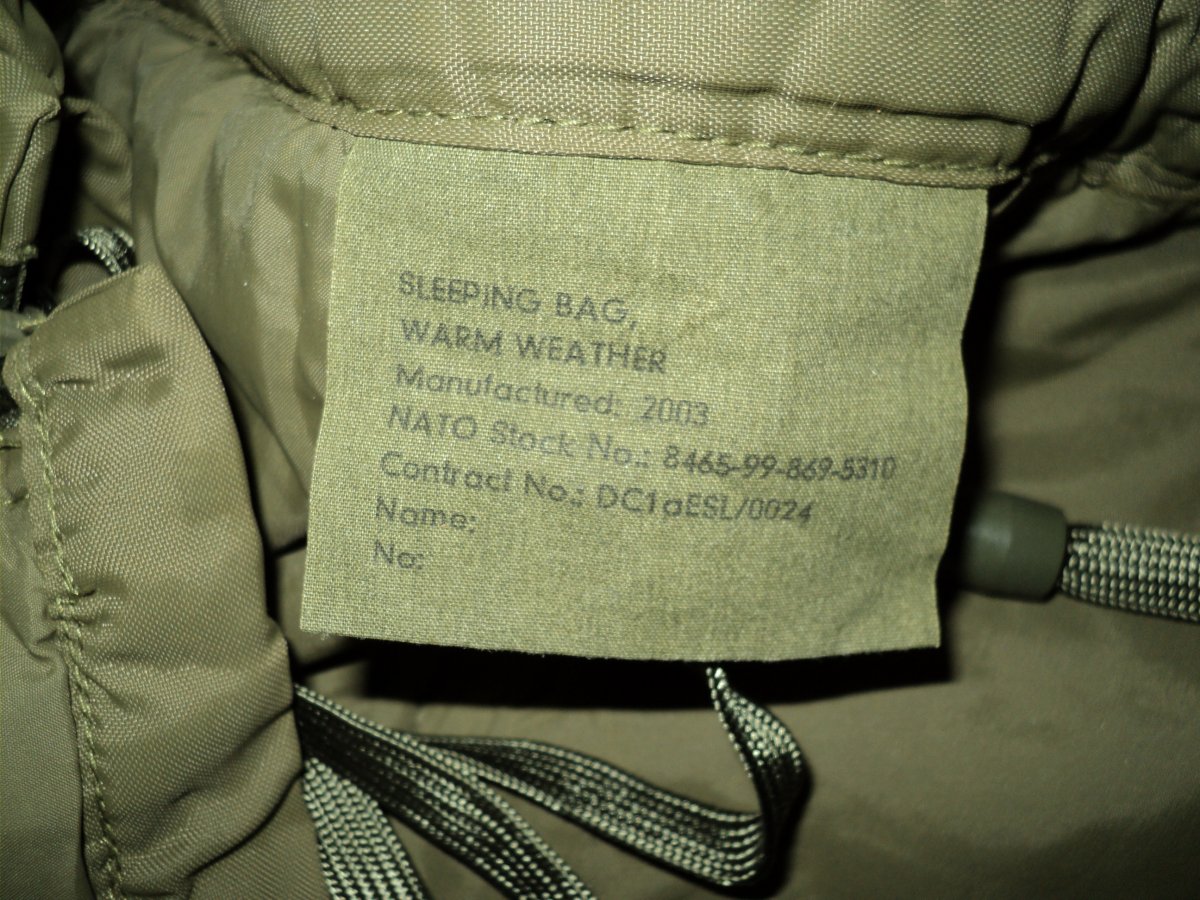 SLEEPING BAG,
WARM WEATHER
Manufactured: 2003
NATO Stock No.: 8465-99-869-5310
Contract No.: DC1aESL/0024
Name:
No: